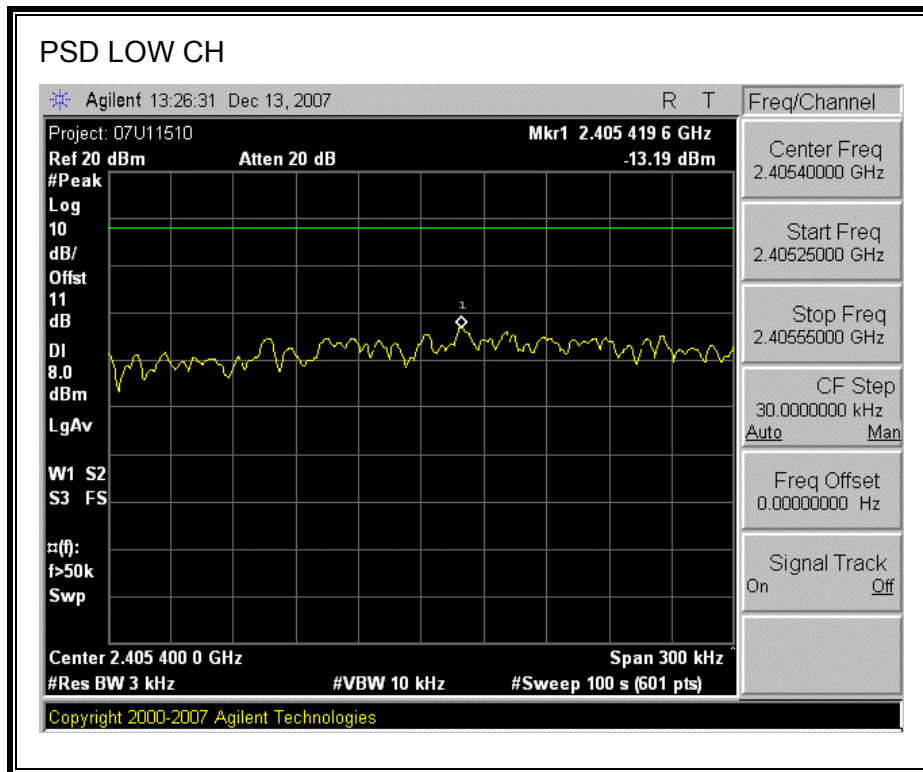 PSD LOW CH
Agilent 13:26:31 Dec 13, 2007 R T
Freq/Channel
Project: 07U11510 Mkr1 2.405 419 6 GHz
Ref 20 dBm Atten 20 dB -13.19 dBm
#Peak
Log
10
dB/
Offst
11
dB
DI
8.0
dBm
LgAv
W1 S2
S3 FS
¤(f):
f>50k
Swp
1
Center 2.405 400 0 GHz Span 300 kHz
#Res BW 3 kHz #VBW 10 kHz #Sweep 100 s (601 pts)
Copyright 2000-2007 Agilent Technologies
Center Freq
2.40540000 GHz
Start Freq
2.40525000 GHz
Stop Freq
2.40555000 GHz
CF Step
30.0000000 kHz
Auto Man
Freq Offset
0.00000000 Hz
Signal Track
On Off